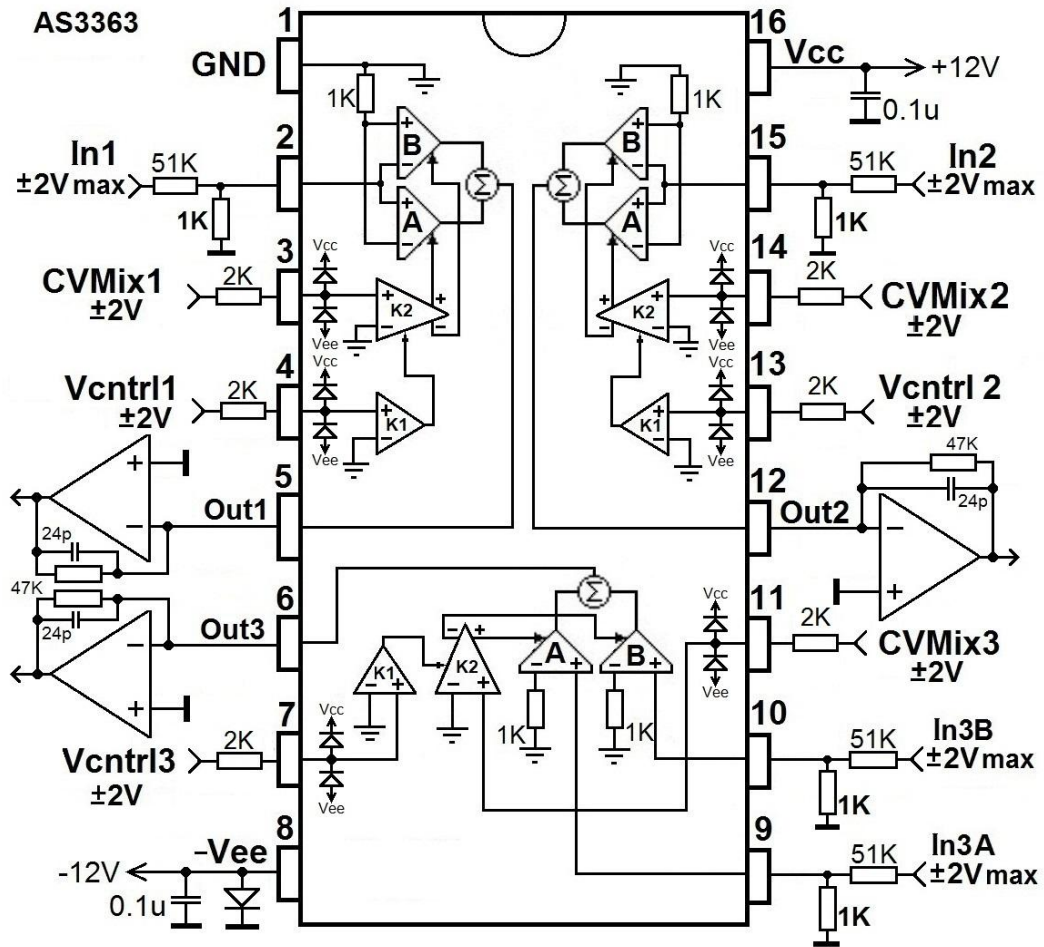 AS3363
1
16
GND
Vcc
+12V
0.1u
1K
1K
2
15
In1
±2V max
51K
1K
B
A
Σ
Σ
B
A
51K
In2
±2V max
1K
3
14
CVMix1
±2V
2K
Vcc
Vee
+
K2
−
+
−
+
−
K2
+
−
Vcc
Vee
2K
CVMix2
±2V
4
13
Vcntrl1
±2V
2K
Vcc
Vee
+
K1
−
+
K1
−
Vcc
Vee
2K
Vcntrl 2
±2V
5
12
Out1
Out2
+
−
24p
47K
47K
24p
−
+
6
11
Out3
24p
−
+
Σ
K1
− +
− +
K2
− +
A
− +
B
− +
1K
1K
Vcc
Vee
2K
CVMix3
±2V
7
10
Vcntrl3
±2V
2K
Vcc
Vee
51K
In3B
±2V max
1K
8
9
-12V
−Vee
0.1u
51K
In3A
±2V max
1K